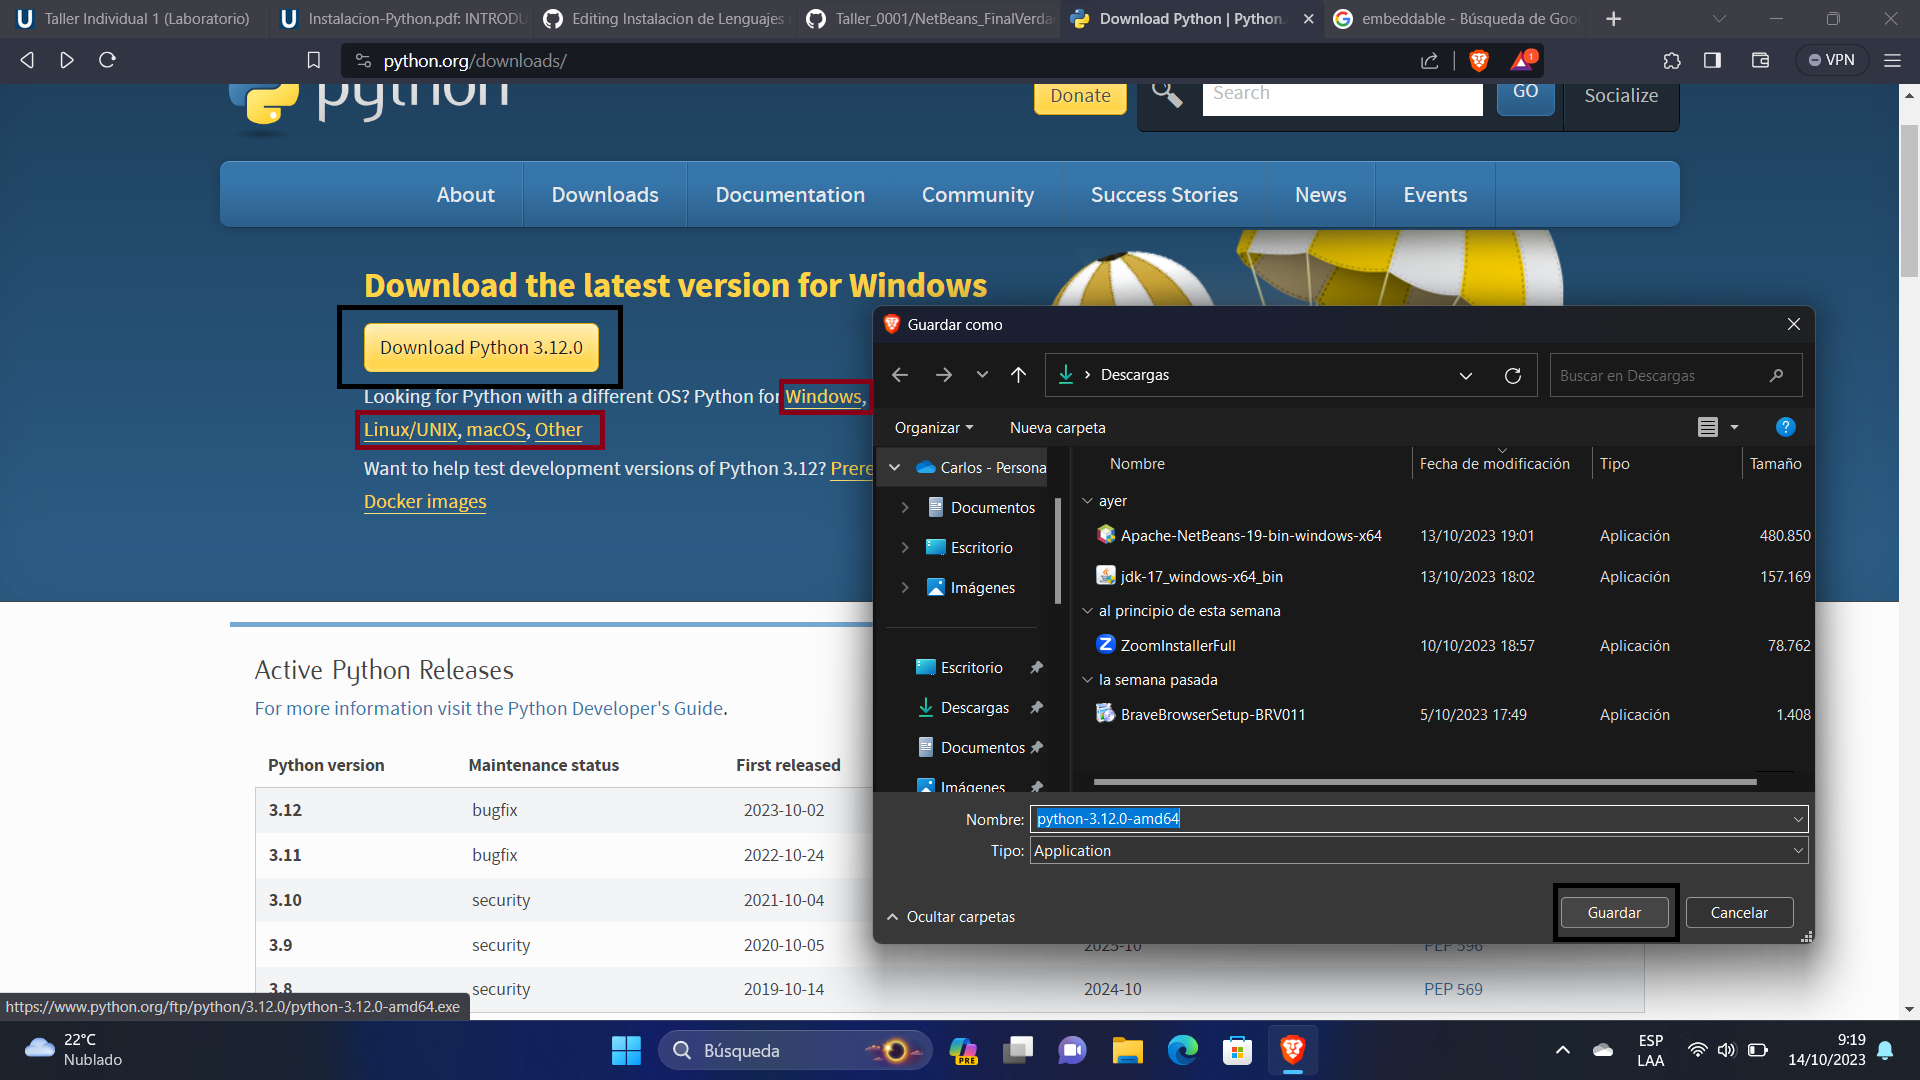 Taller Individual 1 (Laboratorio)
Instalacion-Python.pdf: INTRODU
Editing Instalacion de Lenguajes
Taller_0001/NetBeans_FinalVerda
Download Python | Python.
embeddable - Búsqueda de Goo
python.org/downloads/
1
VPN
python
Donate
Search
GO
Socialize
About
Downloads
Documentation
Community
Success Stories
News
Events
Download the latest version for Windows
Download Python 3.12.0
Looking for Python with a different OS? Python for Windows,
Linux/UNIX, macOS, Other
Want to help test development versions of Python 3.12? Prere
Docker images
Active Python Releases
For more information visit the Python Developer's Guide.
Python version Maintenance status First released
3.12 bugfix 2023-10-02
3.11 bugfix 2022-10-24
3.10 security 2021-10-04
3.9 security 2020-10-05 2025-10 PEP 596
3.8 security 2019-10-14 2024-10 PEP 569
https://www.python.org/ftp/python/3.12.0/python-3.12.0-amd64.exe
Guardar como
Descargas
Buscar en Descargas
Organizar
Nueva carpeta
Carlos - Persona
Documentos
Escritorio
Imágenes
Escritorio
Descargas
Documentos
Imágenes
Nombre Fecha de modificación Tipo Tamaño
ayer
Apache-NetBeans-19-bin-windows-x64 13/10/2023 19:01 Aplicación 480.850
jdk-17_windows-x64_bin 13/10/2023 18:02 Aplicación 157.169
al principio de esta semana
ZoomInstallerFull 10/10/2023 18:57 Aplicación 78.762
la semana pasada
BraveBrowserSetup-BRV011 5/10/2023 17:49 Aplicación 1.408
Nombre: python-3.12.0-amd64
Tipo: Application
Ocultar carpetas
Guardar
Cancelar
22°C
Nublado
Búsqueda
PRE
ESP
LAA
9:19
14/10/2023